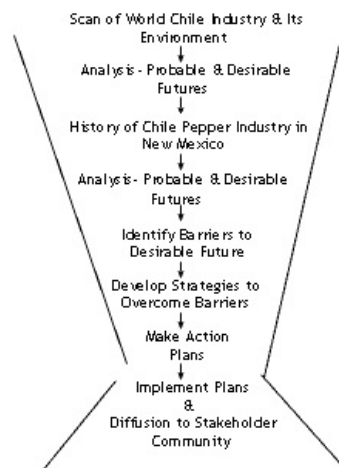 Scan of World Chile Industry & Its
Environment
Analysis- Probable & Desirable
Futures
History of Chile Pepper Industry in
New Mexico
Analysis- Probable & Desirable
Futures
Identify Barriers to
Desirable Future
Develop Strategies to
Overcome Barriers
Make Action
Plans
Implement Plans
&
Diffusion to Stakeholder
Community